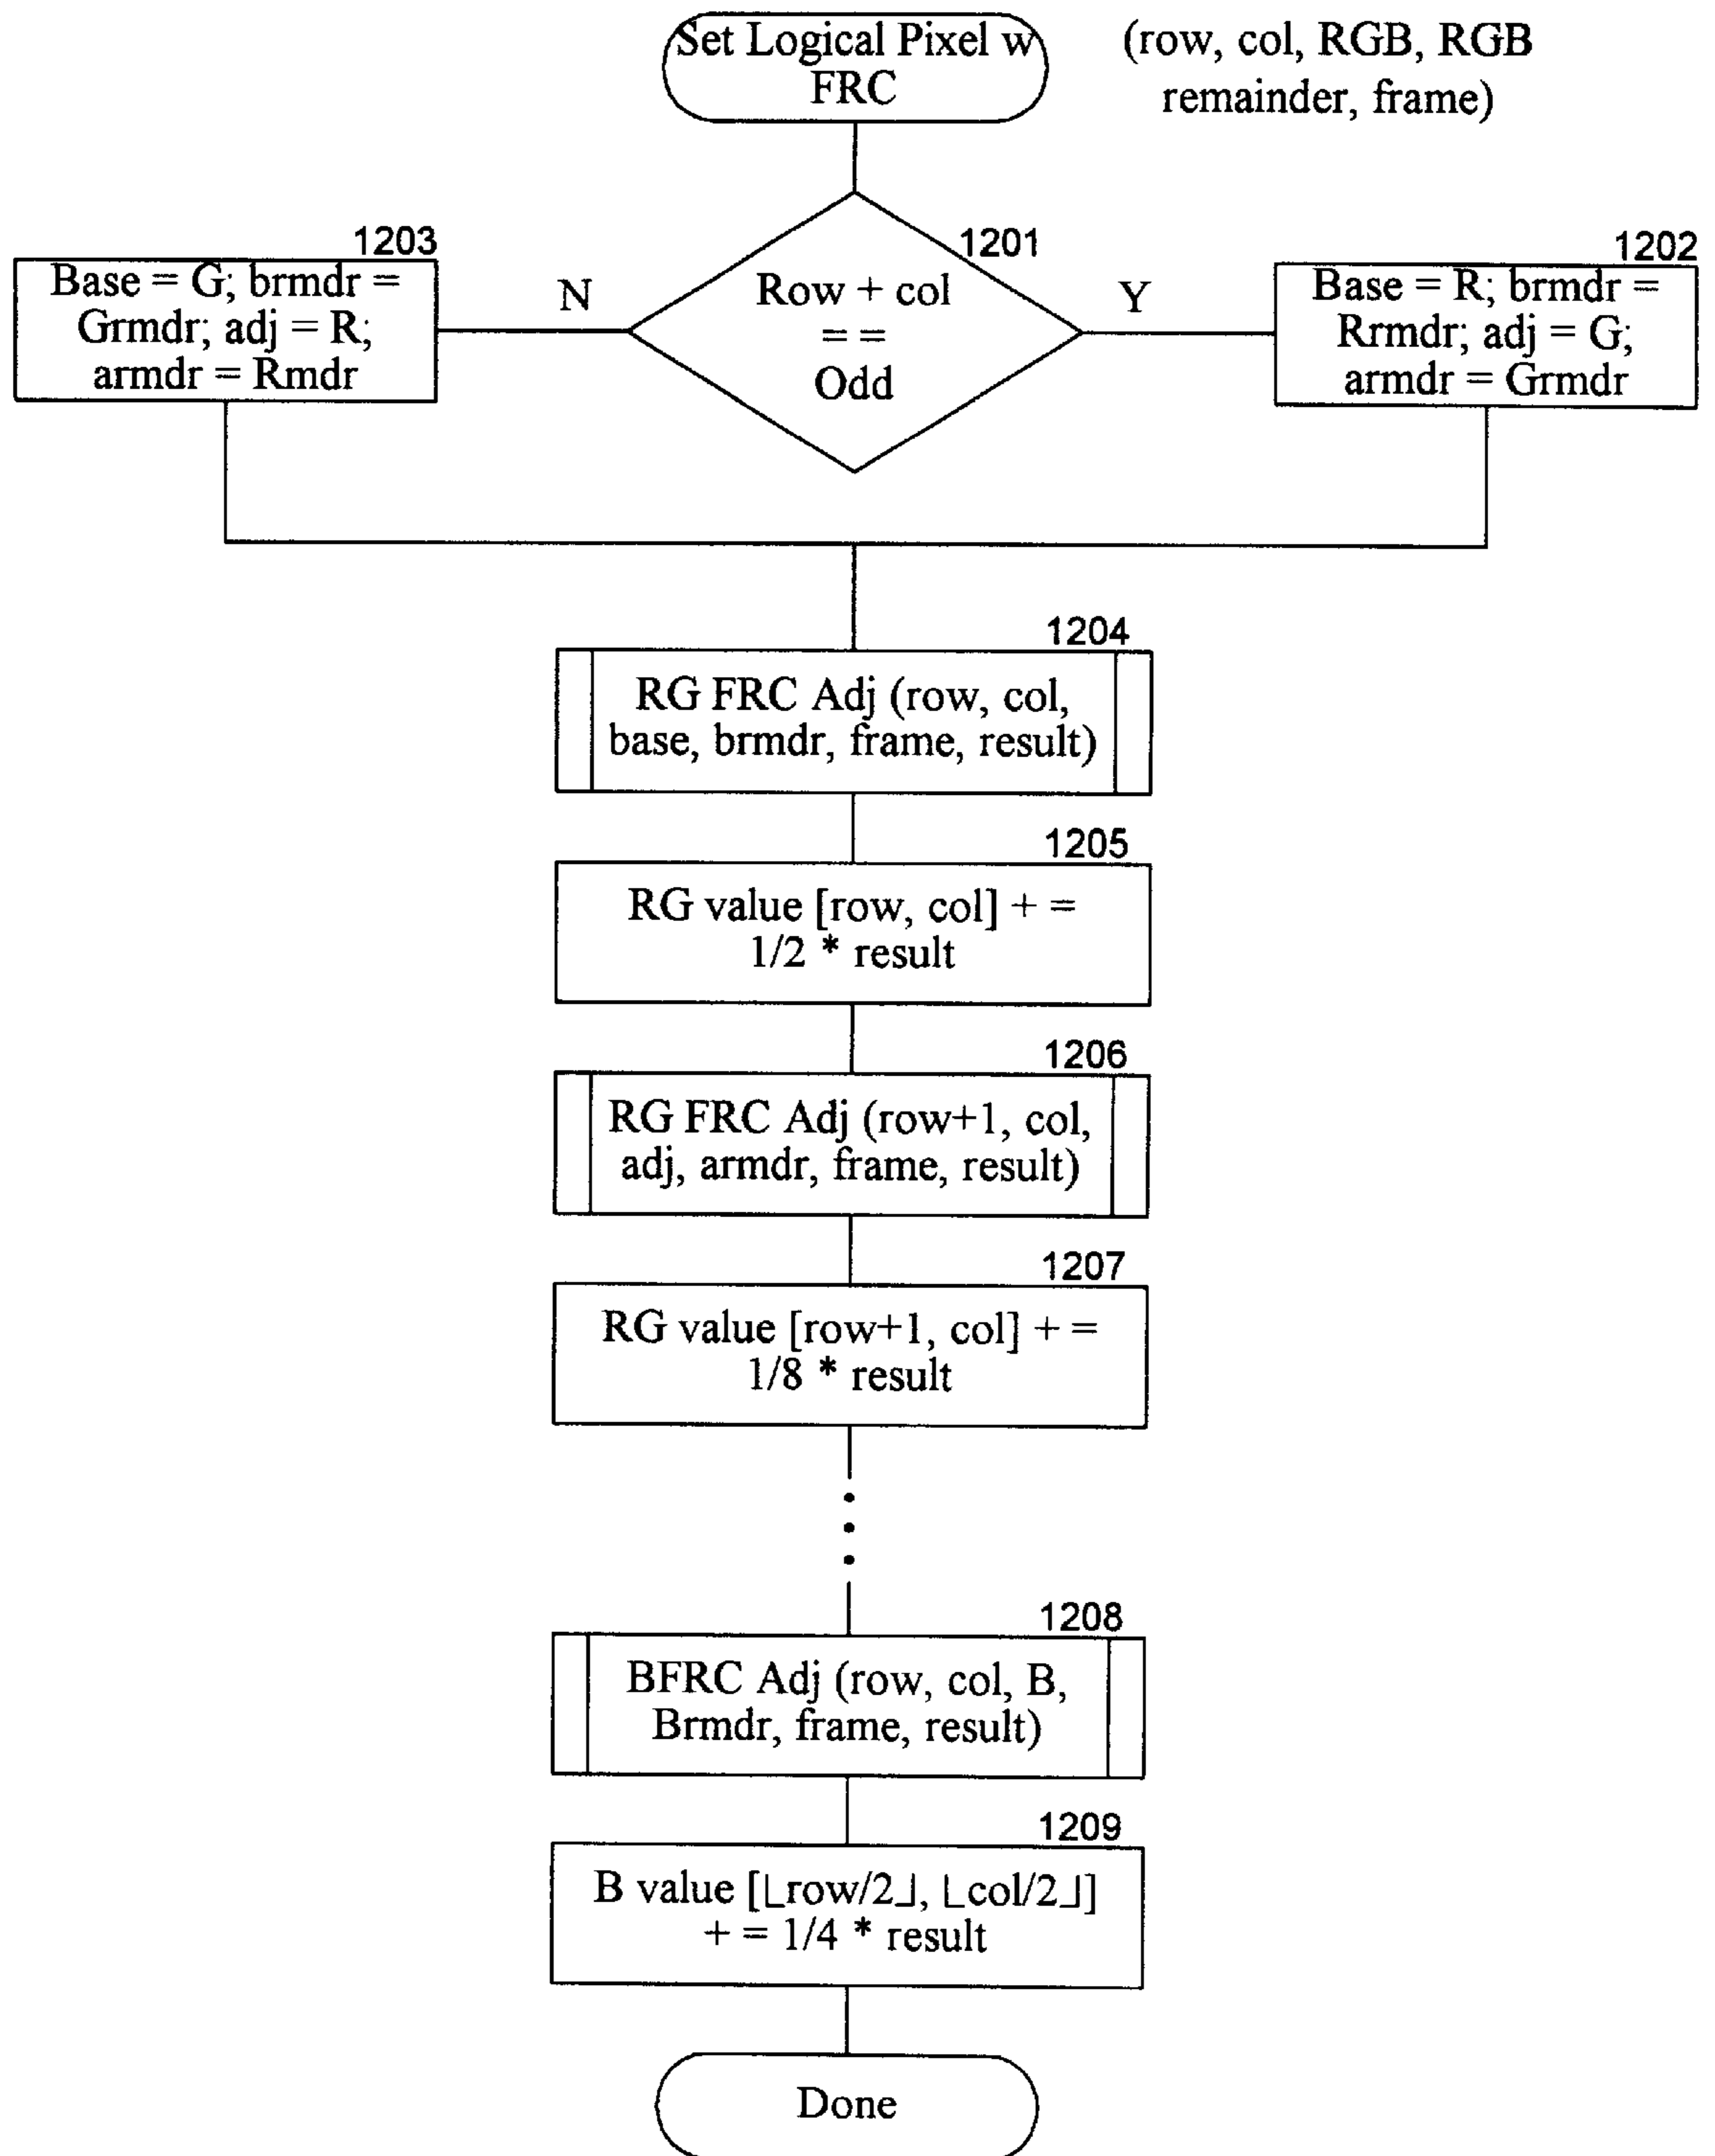 Set Logical Pixel w
FRC
(row, col, RGB, RGB
remainder, frame)
1203
Base = G; brmdr =
Grmdr; adj = R;
armdr = Rmdr
N
1201
Row + col
= =
Odd
Y
1202
Base = R; brmdr =
Rrmdr; adj = G;
armdr = Grmdr
1204
RG FRC Adj (row, col,
base, brmdr, frame, result)
1205
RG value [row, col] + =
1/2 * result
1206
RG FRC Adj (row+1, col,
adj, armdr, frame, result)
1207
RG value [row+1, col] + =
1/8 * result
1208
BFRC Adj (row, col, B,
Brmdr, frame, result)
1209
B value [⌊row/2⌋, ⌊col/2⌋]
+ = 1/4 * result
Done